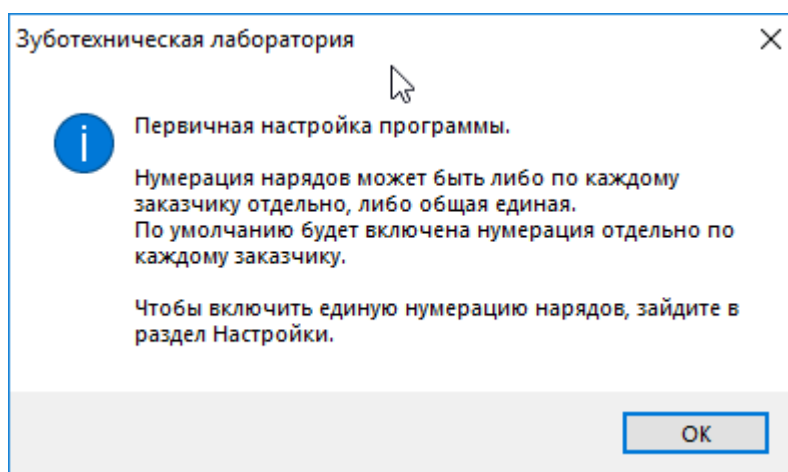 Зуботехническая лаборатория
Первичная настройка программы.
Нумерация нарядов может быть либо по каждому
заказчику отдельно, либо общая единая.
По умолчанию будет включена нумерация отдельно по
каждому заказчику.
Чтобы включить единую нумерацию нарядов, зайдите в
раздел Настройки.
ОК